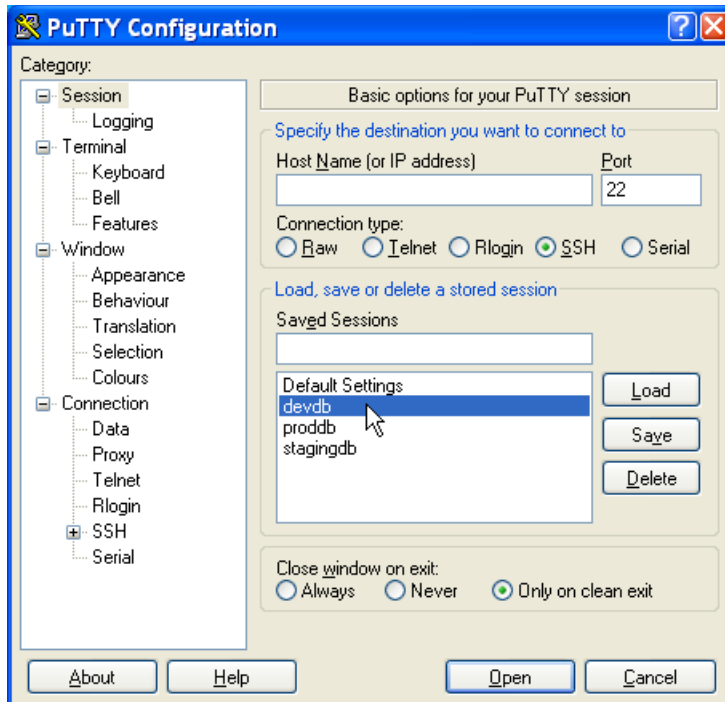 PuTTY Configuration
Category:
Session
Logging
Terminal
Keyboard
Bell
Features
Window
Appearance
Behaviour
Translation
Selection
Colours
Connection
Data
Proxy
Telnet
Rlogin
SSH
Serial
Basic options for your PuTTY session
Specify the destination you want to connect to
Host Name (or IP address) Port
22
Connection type:
Raw Telnet Rlogin SSH Serial
Load, save or delete a stored session
Saved Sessions
Default Settings
devdb
proddb
stagingdb
Load
Save
Delete
Close window on exit:
Always Never Only on clean exit
About Help Open Cancel